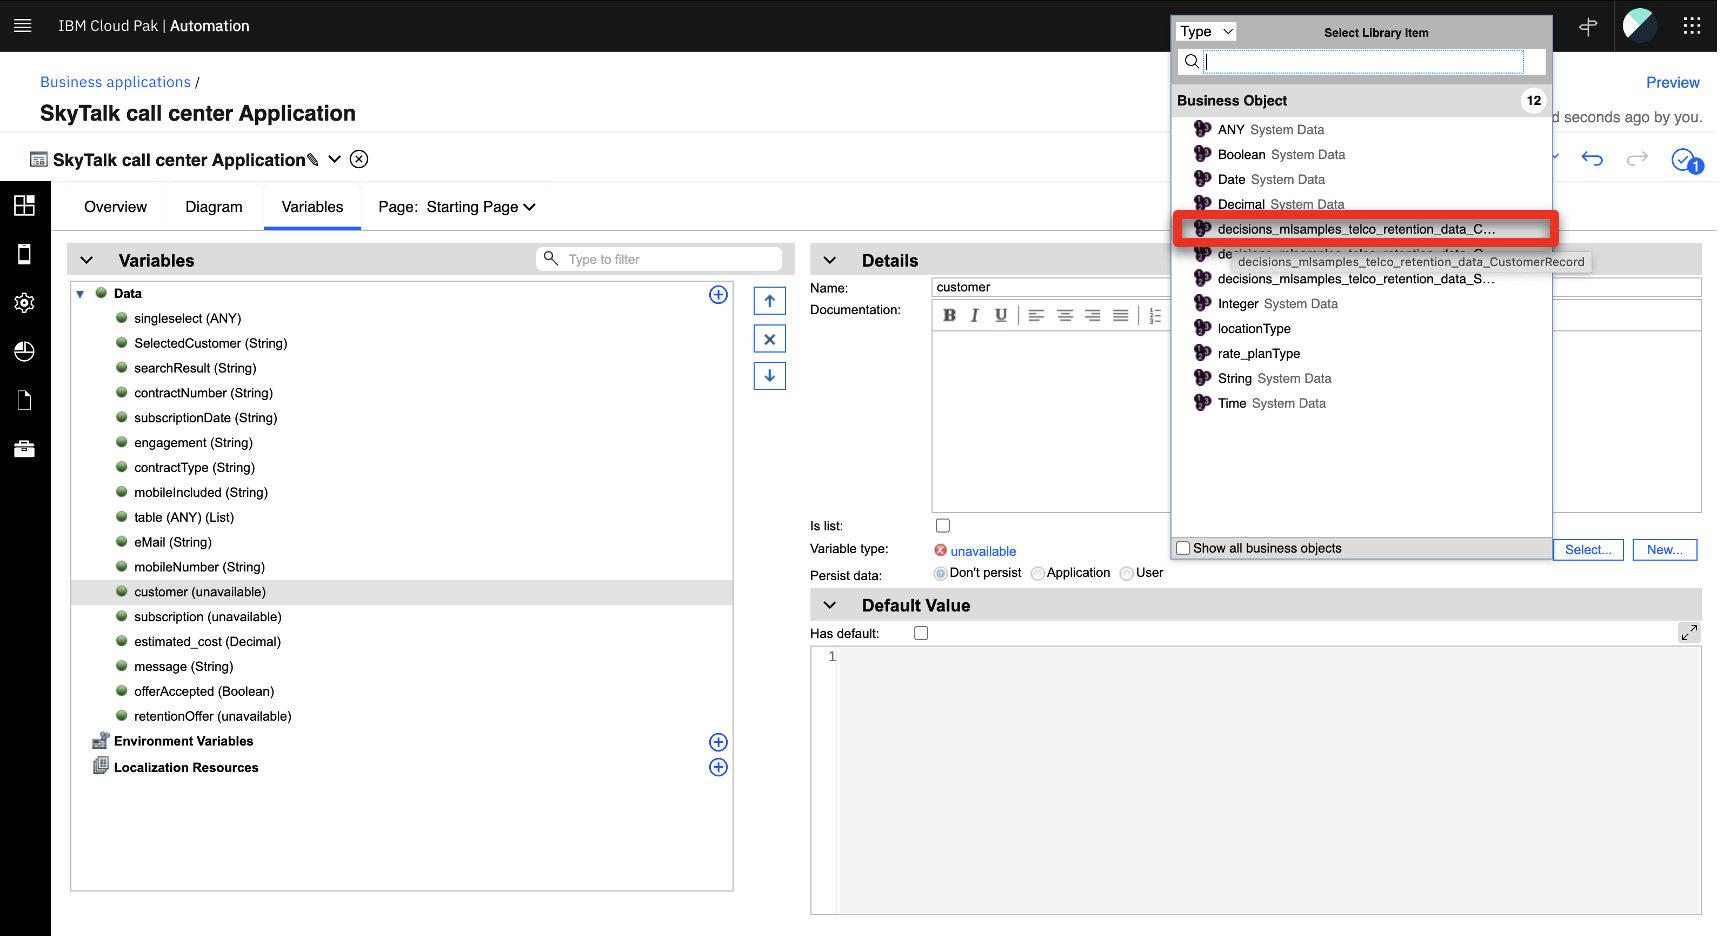 IBM Cloud Pak | Automation
Business applications /
SkyTalk call center Application
Preview
d seconds ago by you.
SkyTalk call center Application
1
Overview
Diagram
Variables
Page: Starting Page
Variables
Type to filter
Data
singleselect (ANY)
SelectedCustomer (String)
searchResult (String)
contractNumber (String)
subscriptionDate (String)
engagement (String)
contractType (String)
mobileIncluded (String)
table (ANY) (List)
eMail (String)
mobileNumber (String)
customer (unavailable)
subscription (unavailable)
estimated_cost (Decimal)
message (String)
offerAccepted (Boolean)
retentionOffer (unavailable)
Environment Variables
Localization Resources
Details
Name:
customer
Documentation:
B I U
Is list:
Variable type:
unavailable
Select...
New...
Persist data:
Don't persist
Application
User
Default Value
Has default:
1
Type
Select Library Item
Business Object
12
ANY System Data
Boolean System Data
Date System Data
Decimal System Data
decisions_mlsamples_telco_retention_data_C...
de
decisions_mlsamples_telco_retention_data_CustomerRecord
decisions_mlsamples_telco_retention_data_S...
Integer System Data
locationType
rate_planType
String System Data
Time System Data
Show all business objects